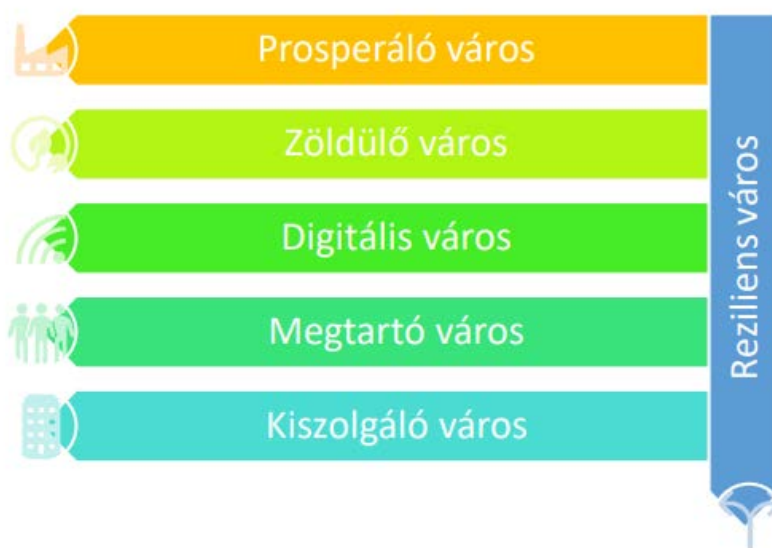 Prosperáló város
Zöldülő város
Digitális város
Megtartó város
Kiszolgáló város
Reziliens város